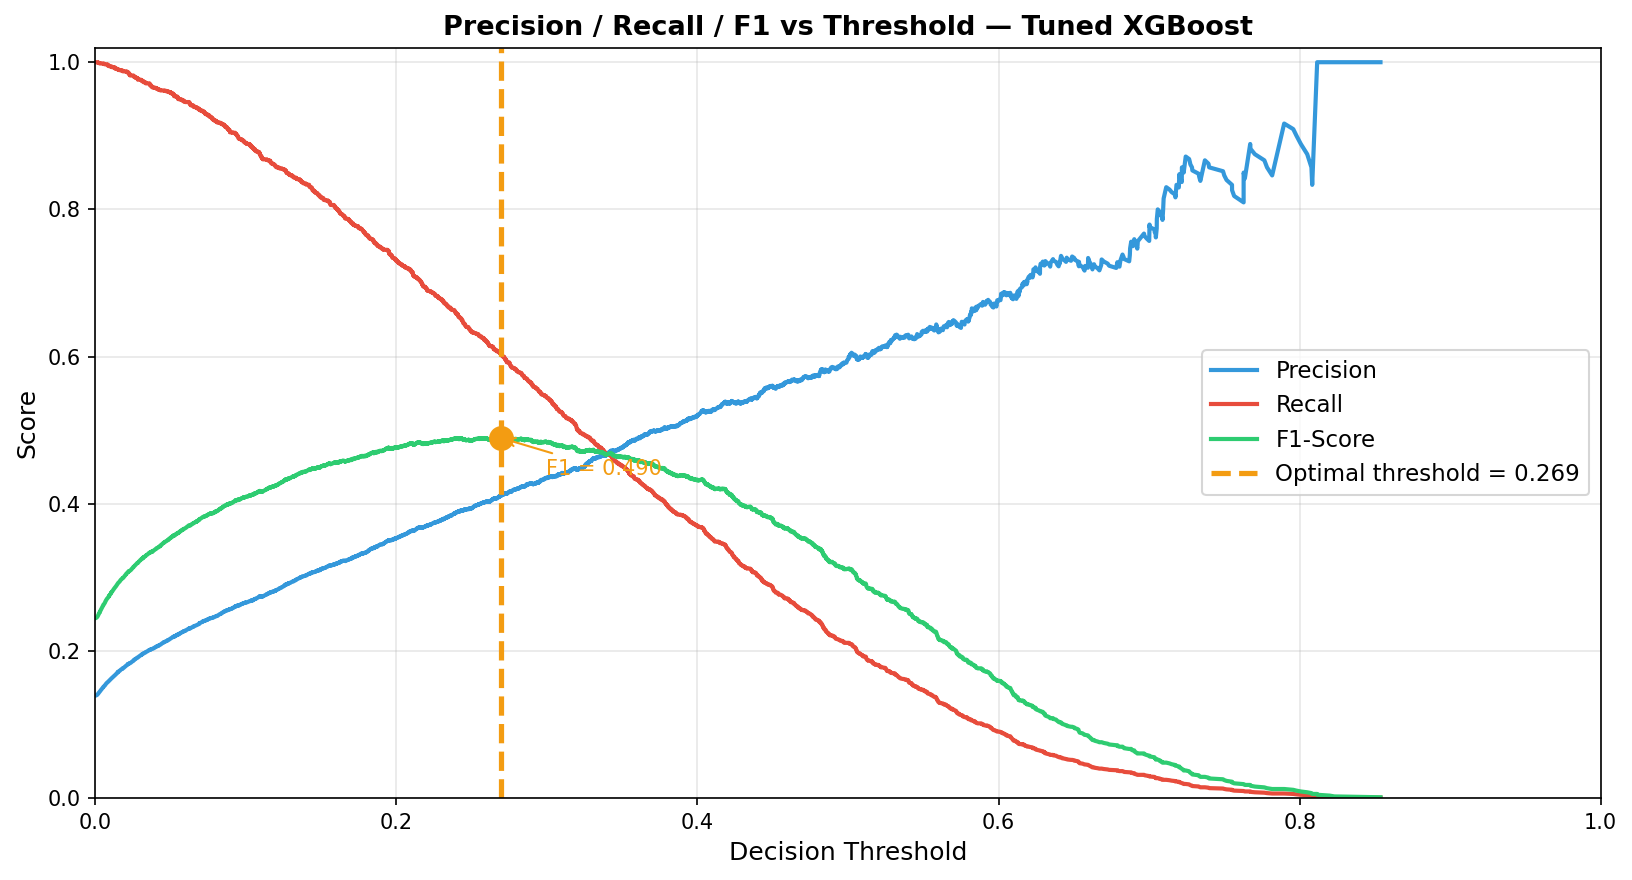 Precision / Recall / F1 vs Threshold — Tuned XGBoost
Score
1.0
0.8
0.6
0.4
0.2
0.0
F1 = 0.490
Precision
Recall
F1-Score
Optimal threshold = 0.269
0.0 0.2 0.4 0.6 0.8 1.0
Decision Threshold